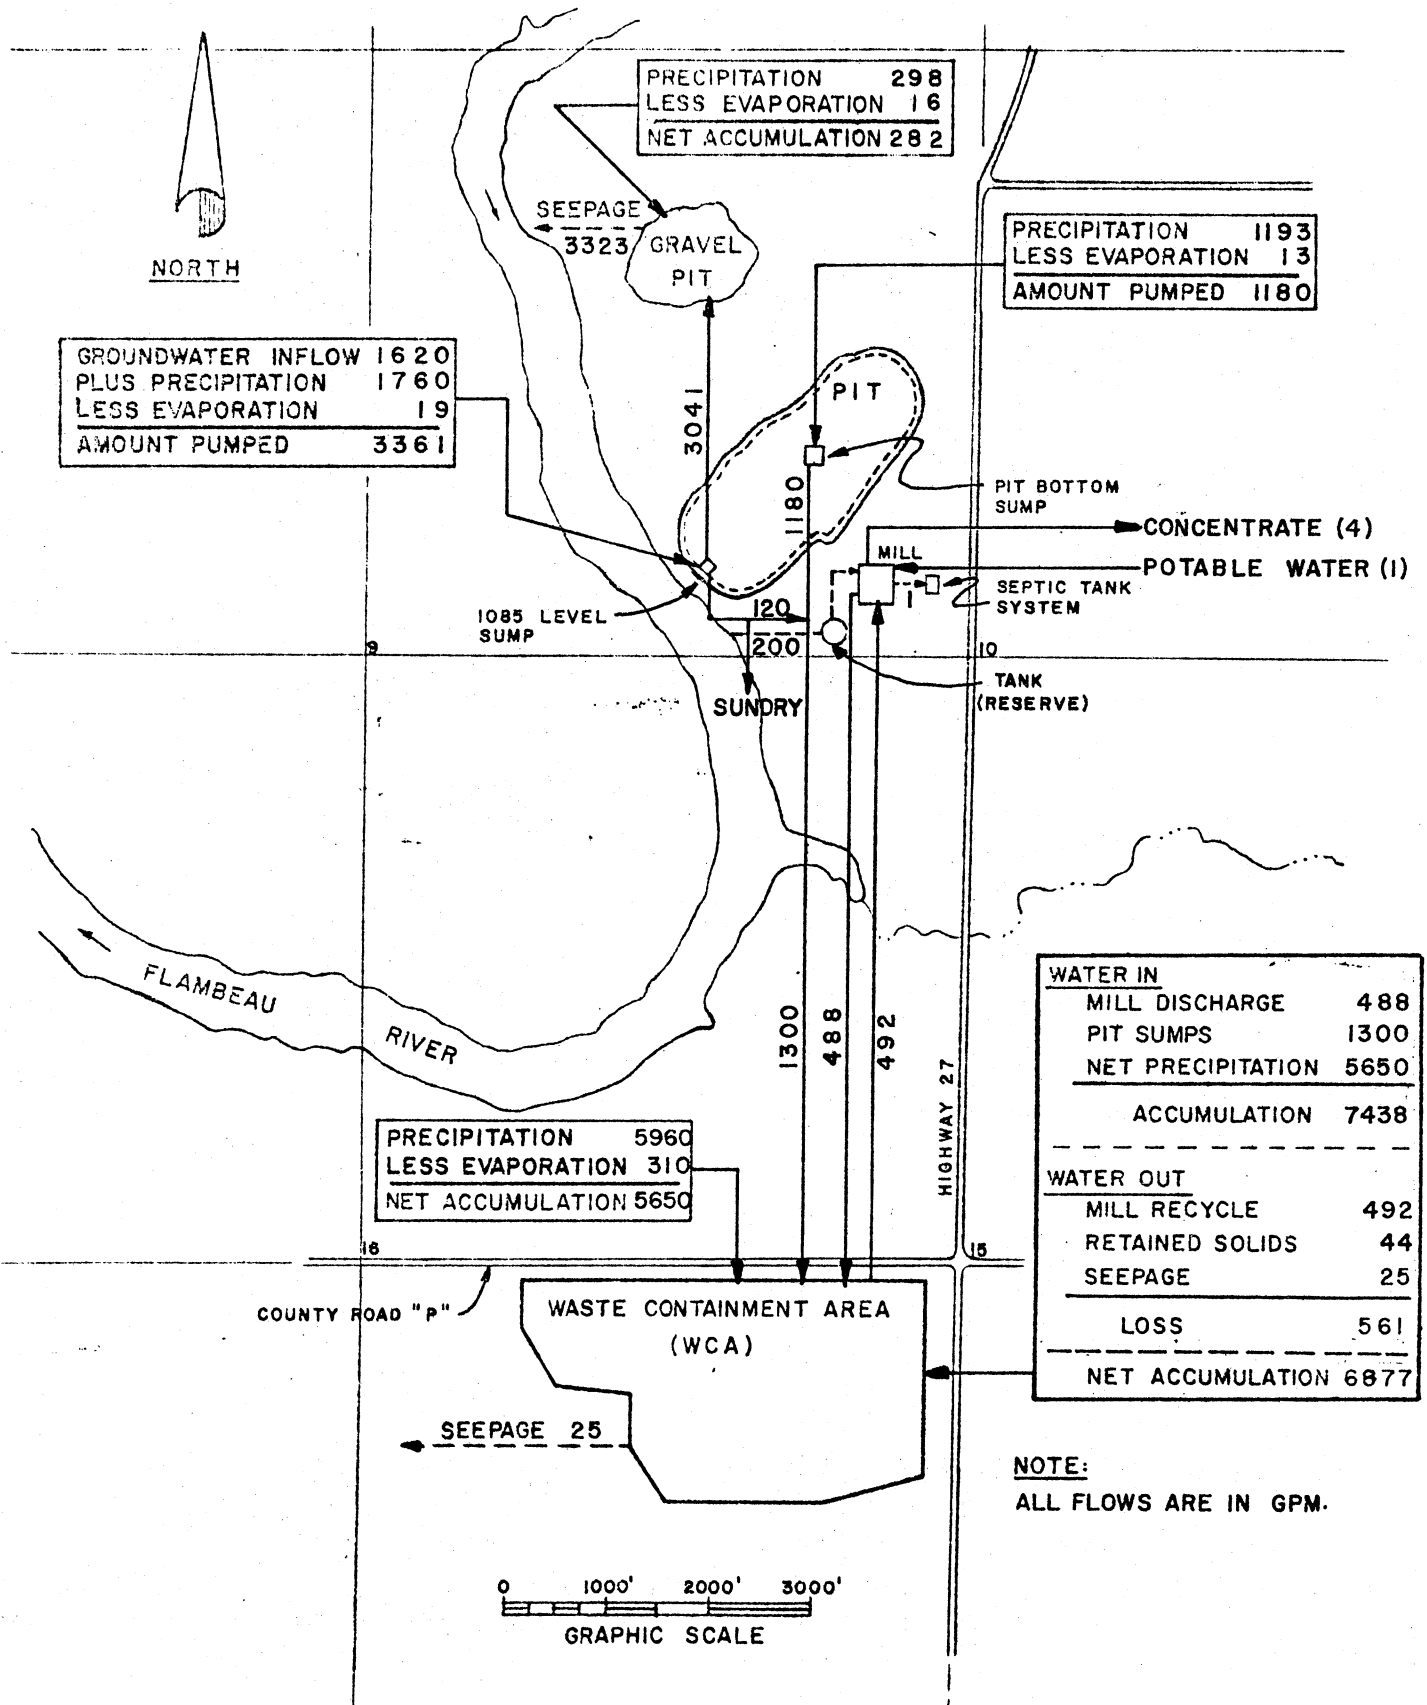 PRECIPITATION 298
LESS EVAPORATION 16
NET ACCUMULATION 282
NORTH
SEEPAGE
3323
GRAVEL
PIT
PRECIPITATION 1193
LESS EVAPORATION 13
AMOUNT PUMPED 1180
GROUNDWATER INFLOW 1620
PLUS PRECIPITATION 1760
LESS EVAPORATION 19
AMOUNT PUMPED 3361
3041
PIT
1180
PIT BOTTOM
SUMP
CONCENTRATE (4)
MILL
POTABLE WATER (1)
1
SEPTIC TANK
SYSTEM
1085 LEVEL
SUMP
120
200
9
10
TANK
(RESERVE)
SUNDRY
FLAMBEAU
RIVER
1300
488
492
HIGHWAY 27
WATER IN
MILL DISCHARGE 488
PIT SUMPS 1300
NET PRECIPITATION 5650
ACCUMULATION 7438
WATER OUT
MILL RECYCLE 492
RETAINED SOLIDS 44
SEEPAGE 25
LOSS 561
NET ACCUMULATION 6877
PRECIPITATION 5960
LESS EVAPORATION 310
NET ACCUMULATION 5650
16
15
COUNTY ROAD "P"
WASTE CONTAINMENT AREA
(WCA)
SEEPAGE 25
NOTE:
ALL FLOWS ARE IN GPM.
0 1000' 2000' 3000'
GRAPHIC SCALE